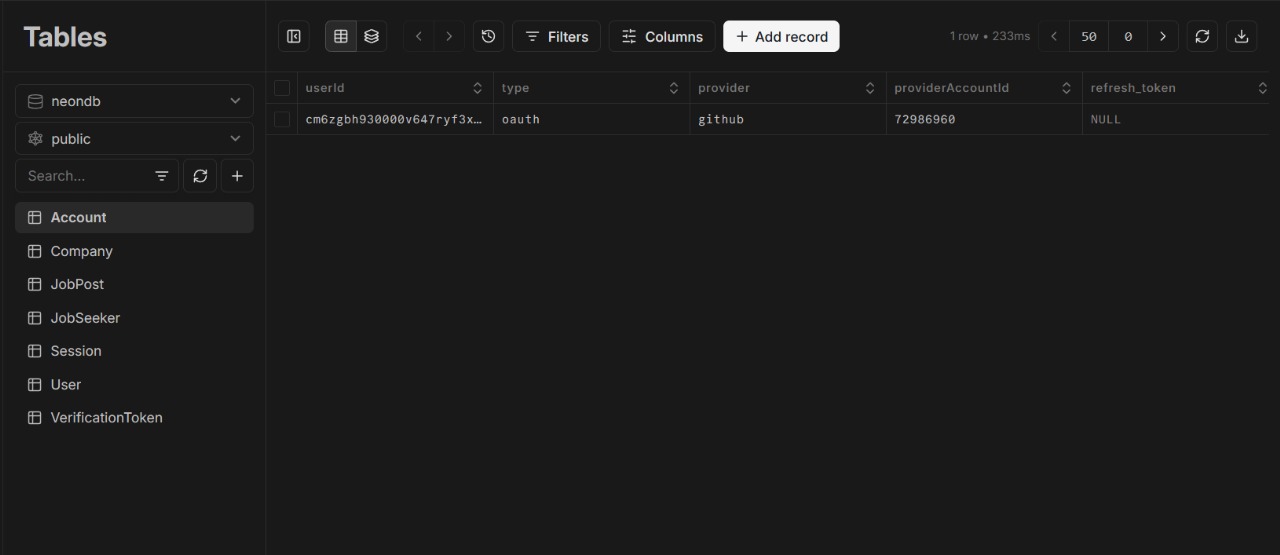 Tables
neondb
public
Search...
Account
Company
JobPost
JobSeeker
Session
User
VerificationToken
Filters Columns Add record 1 row • 233ms 50 0
userId type provider providerAccountId refresh_token
cm6zgbh930000v647ryf3x… oauth github 72986960 NULL